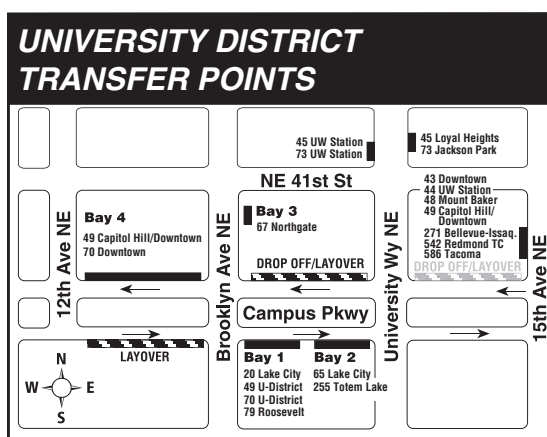 UNIVERSITY DISTRICT
TRANSFER POINTS
45 UW Station
73 UW Station
45 Loyal Heights
73 Jackson Park
NE 41st St
12th Ave NE
Bay 4
49 Capitol Hill/Downtown
70 Downtown
Brooklyn Ave NE
Bay 3
67 Northgate
DROP OFF/LAYOVER
University Wy NE
43 Downtown
44 UW Station
48 Mount Baker
49 Capitol Hill/
Downtown
271 Bellevue-Issaq.
542 Redmond TC
586 Tacoma
DROP OFF/LAYOVER
15th Ave NE
Campus Pkwy
LAYOVER
N
W
E
S
Bay 1
20 Lake City
49 U-District
70 U-District
79 Roosevelt
Bay 2
65 Lake City
255 Totem Lake